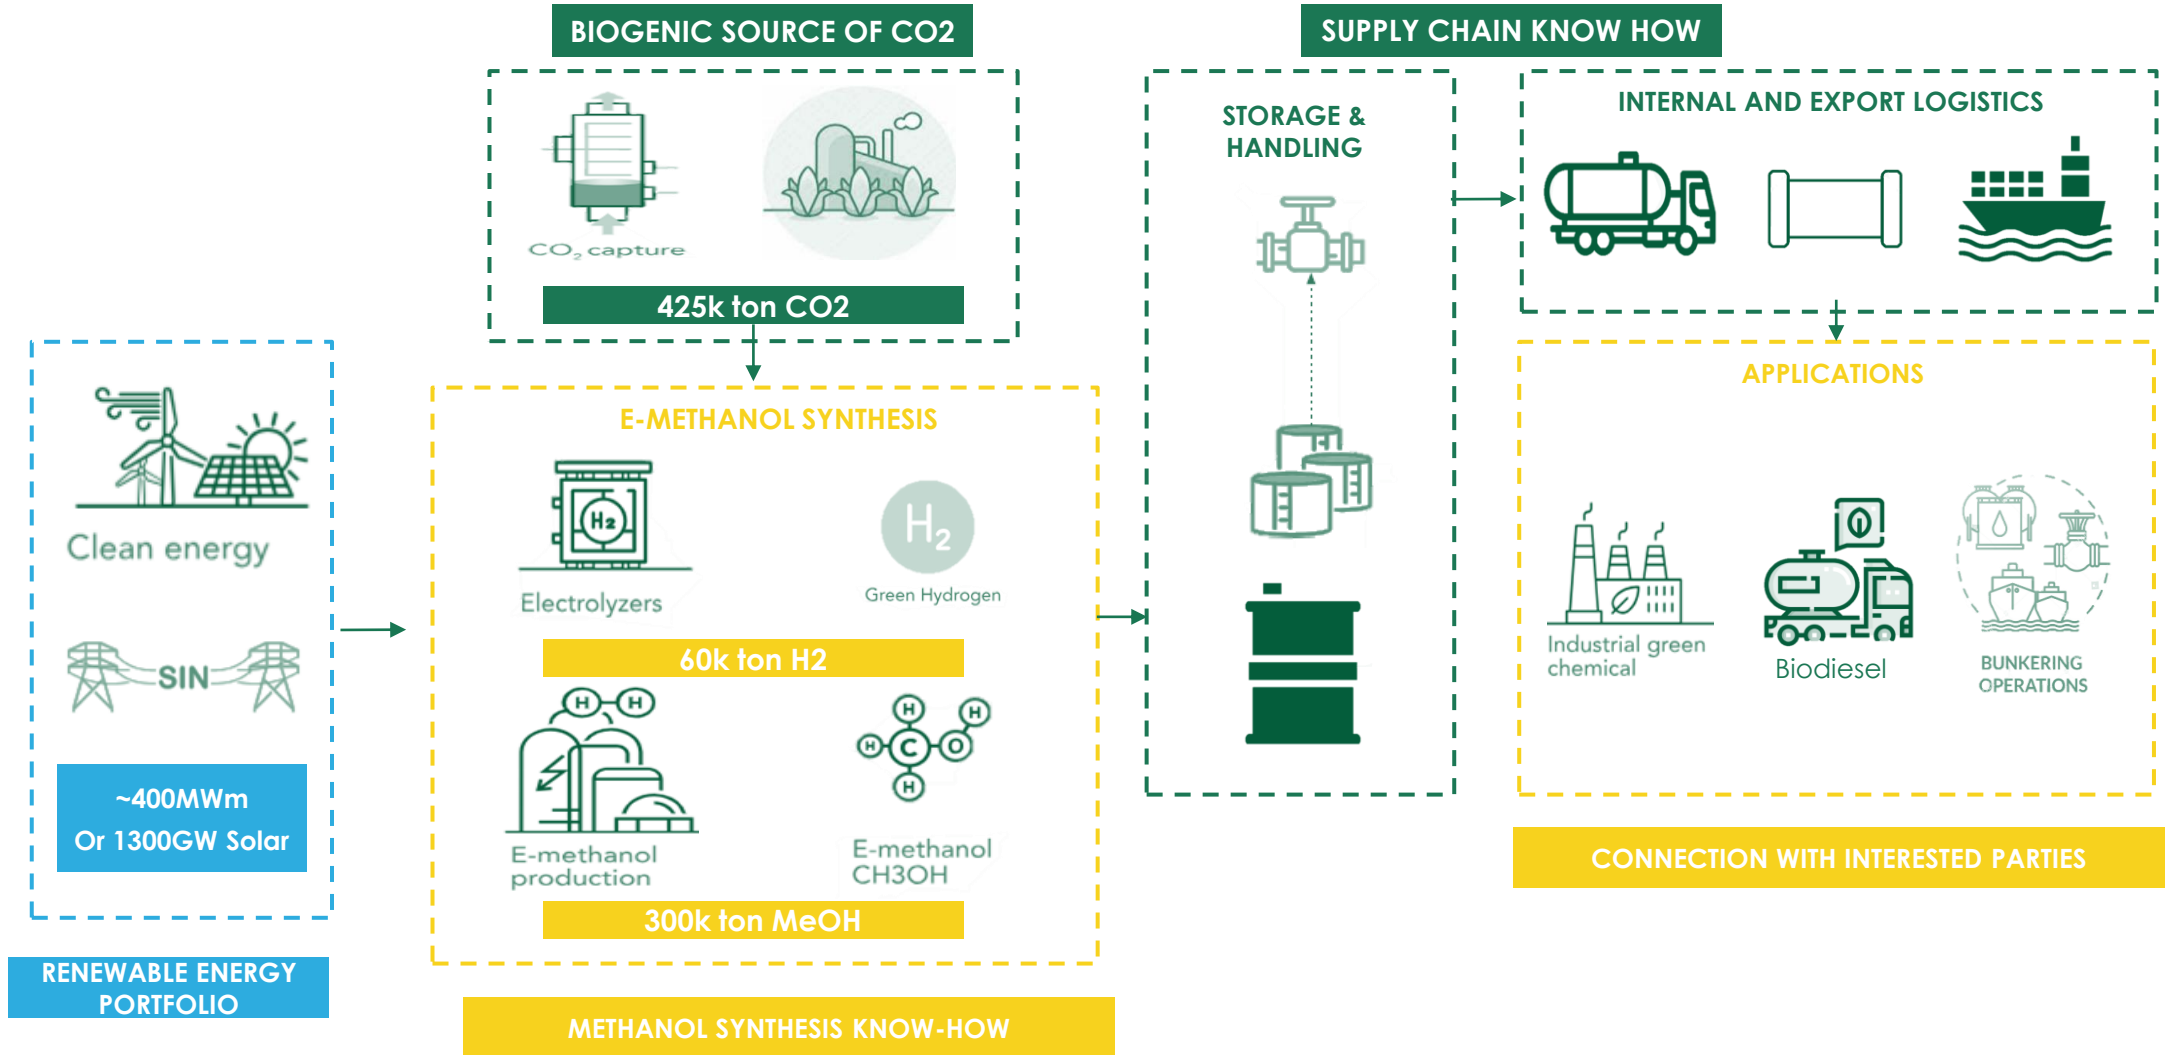 BIOGENIC SOURCE OF CO2
CO₂ capture
425k ton CO2
Clean energy
SIN
~400MWm
Or 1300GW Solar
RENEWABLE ENERGY
PORTFOLIO
E-METHANOL SYNTHESIS
H2
Electrolyzers
H₂
Green Hydrogen
60k ton H2
H H
E-methanol
production
H
H
H C O
H
E-methanol
CH3OH
300k ton MeOH
METHANOL SYNTHESIS KNOW-HOW
SUPPLY CHAIN KNOW HOW
STORAGE &
HANDLING
INTERNAL AND EXPORT LOGISTICS
APPLICATIONS
Industrial green
chemical
Biodiesel
BUNKERING
OPERATIONS
CONNECTION WITH INTERESTED PARTIES